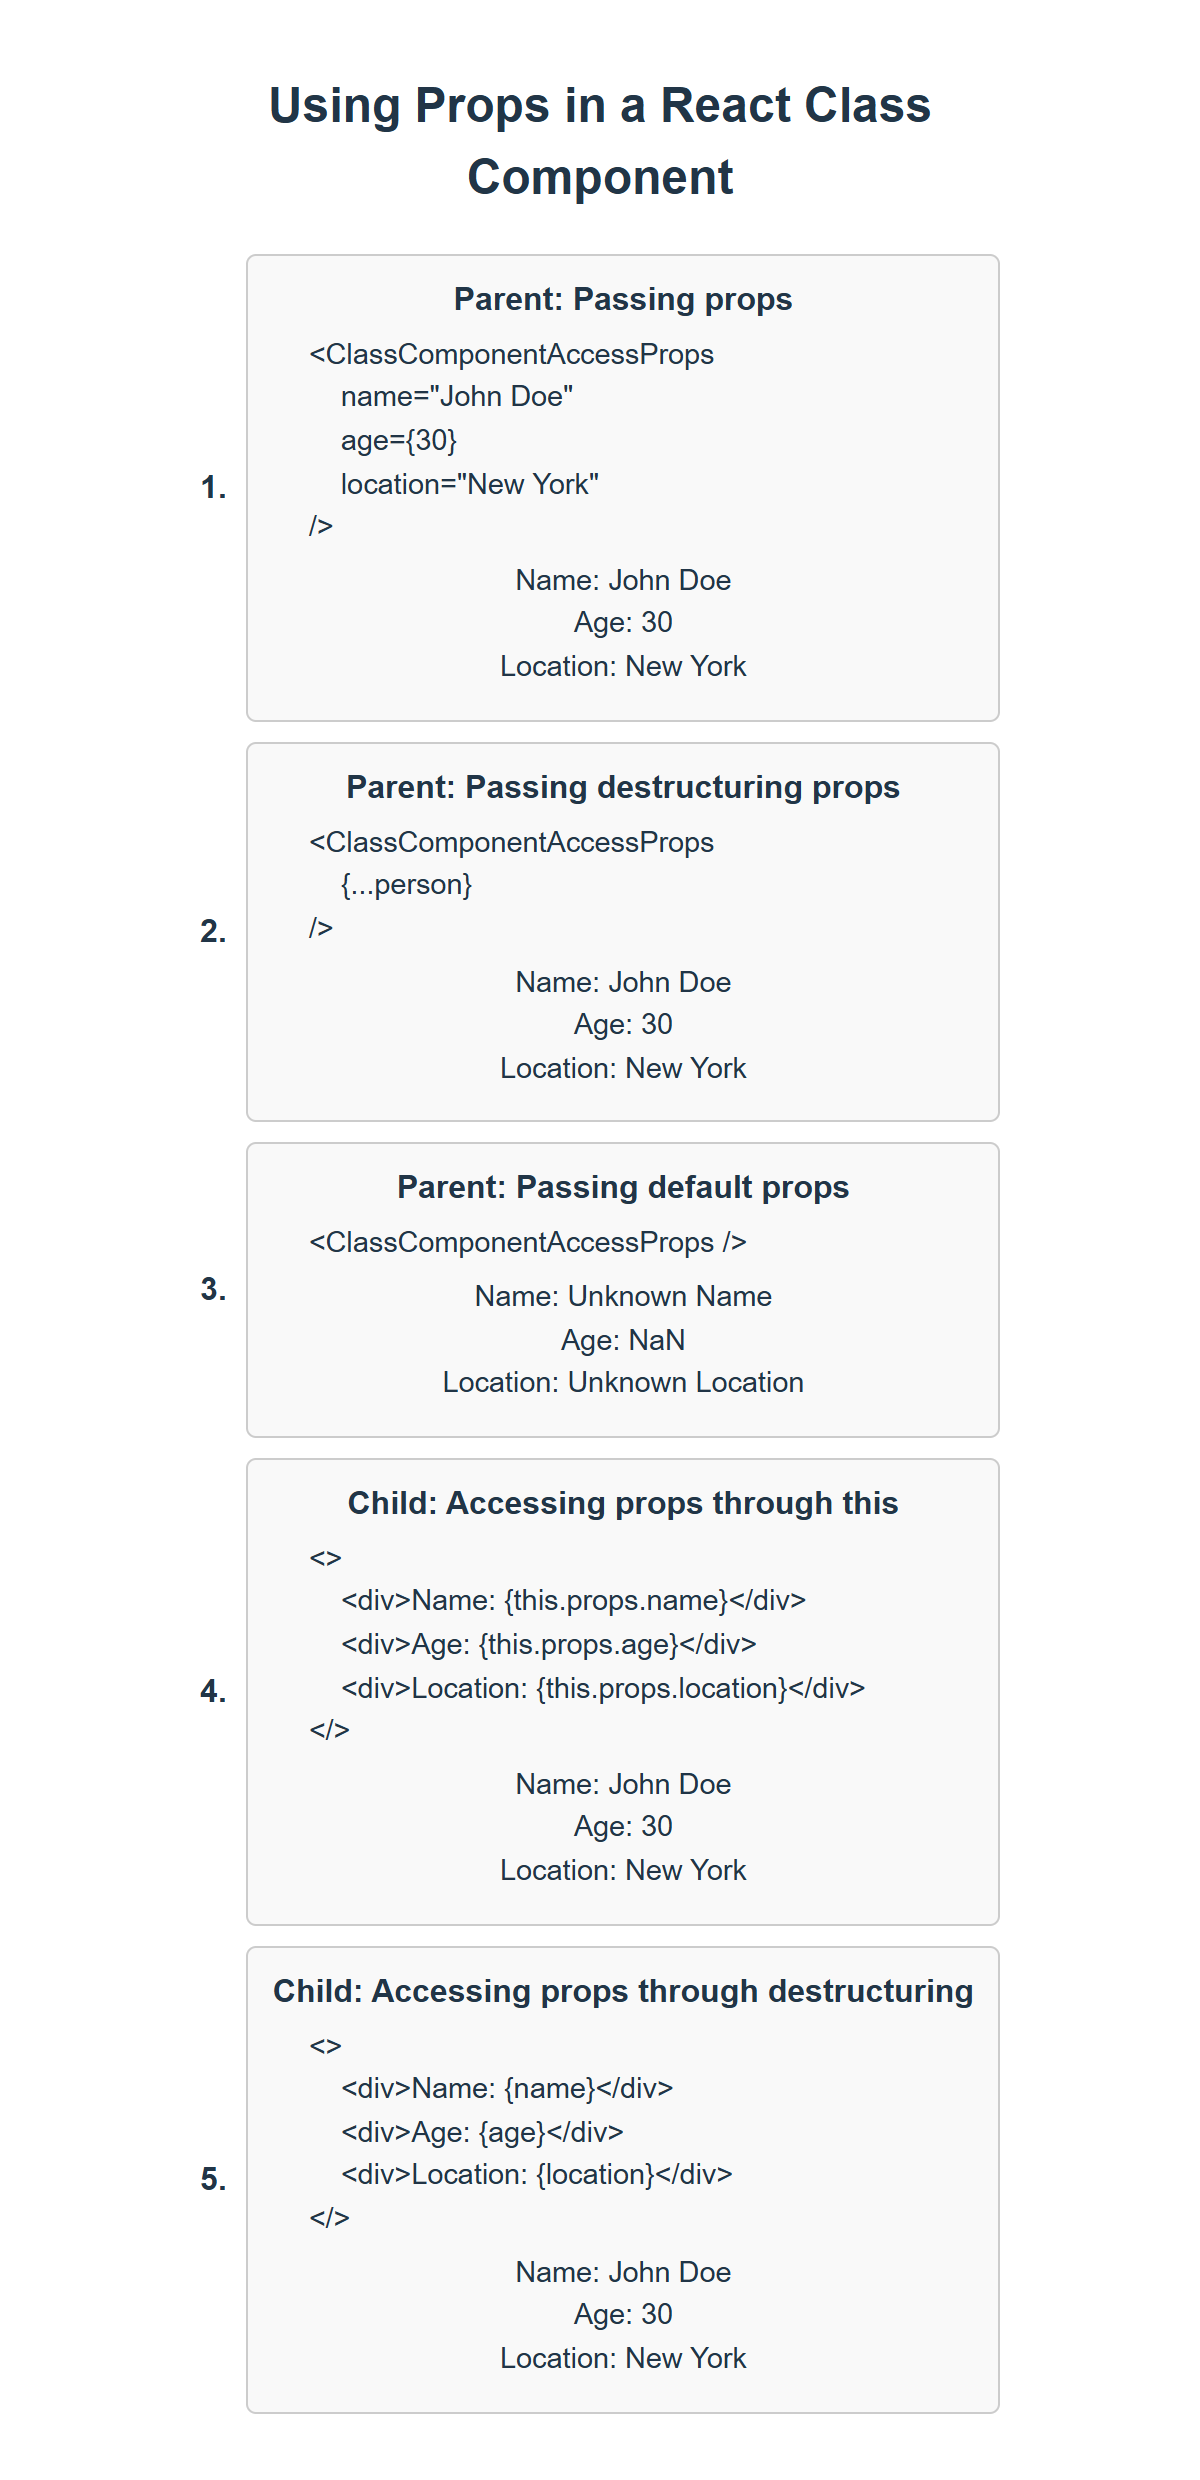 Using Props in a React Class
Component
1.
Parent: Passing props
<ClassComponentAccessProps
name="John Doe"
age={30}
location="New York"
/>
Name: John Doe
Age: 30
Location: New York
2.
Parent: Passing destructuring props
<ClassComponentAccessProps
{...person}
/>
Name: John Doe
Age: 30
Location: New York
3.
Parent: Passing default props
<ClassComponentAccessProps />
Name: Unknown Name
Age: NaN
Location: Unknown Location
4.
Child: Accessing props through this
<>
<div>Name: {this.props.name}</div>
<div>Age: {this.props.age}</div>
<div>Location: {this.props.location}</div>
</>
Name: John Doe
Age: 30
Location: New York
5.
Child: Accessing props through destructuring
<>
<div>Name: {name}</div>
<div>Age: {age}</div>
<div>Location: {location}</div>
</>
Name: John Doe
Age: 30
Location: New York